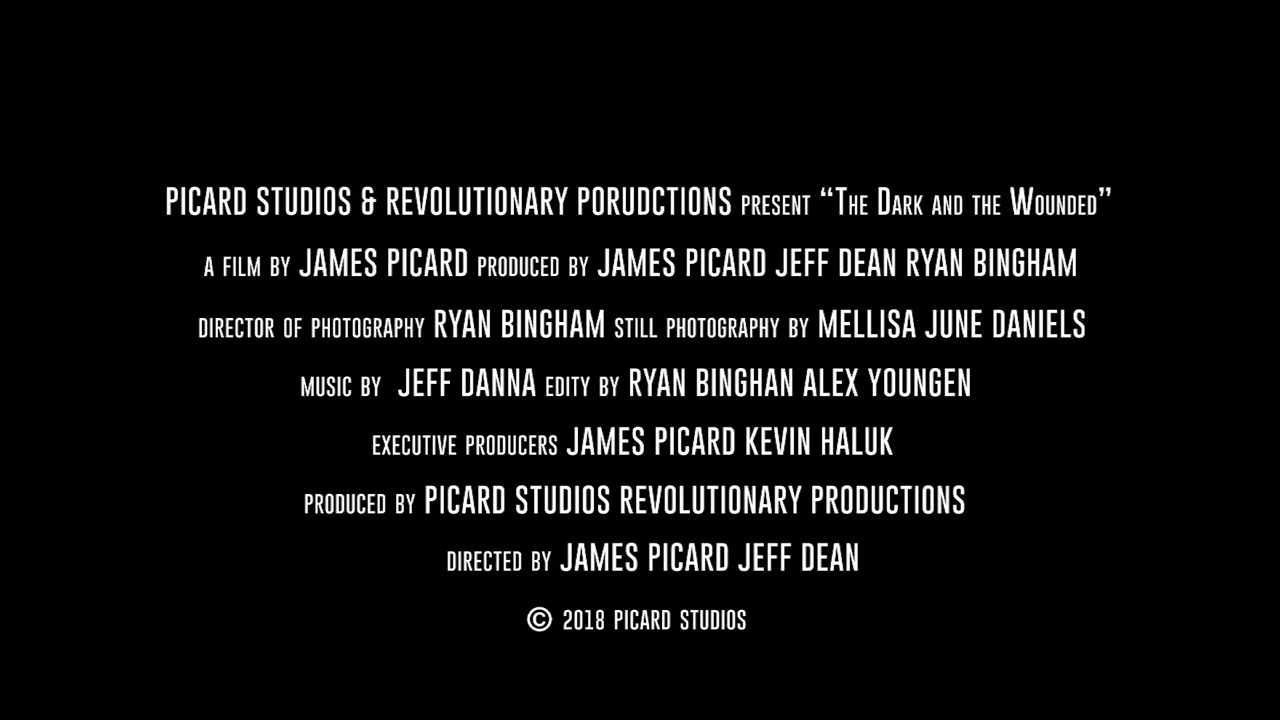 PICARD STUDIOS & REVOLUTIONARY PORUDCTIONS PRESENT “THE DARK AND THE WOUNDED”
A FILM BY JAMES PICARD PRODUCED BY JAMES PICARD JEFF DEAN RYAN BINGHAM
DIRECTOR OF PHOTOGRAPHY RYAN BINGHAM STILL PHOTOGRAPHY BY MELLISA JUNE DANIELS
MUSIC BY JEFF DANNA EDITY BY RYAN BINGHAN ALEX YOUNGEN
EXECUTIVE PRODUCERS JAMES PICARD KEVIN HALUK
PRODUCED BY PICARD STUDIOS REVOLUTIONARY PRODUCTIONS
DIRECTED BY JAMES PICARD JEFF DEAN
© 2018 PICARD STUDIOS